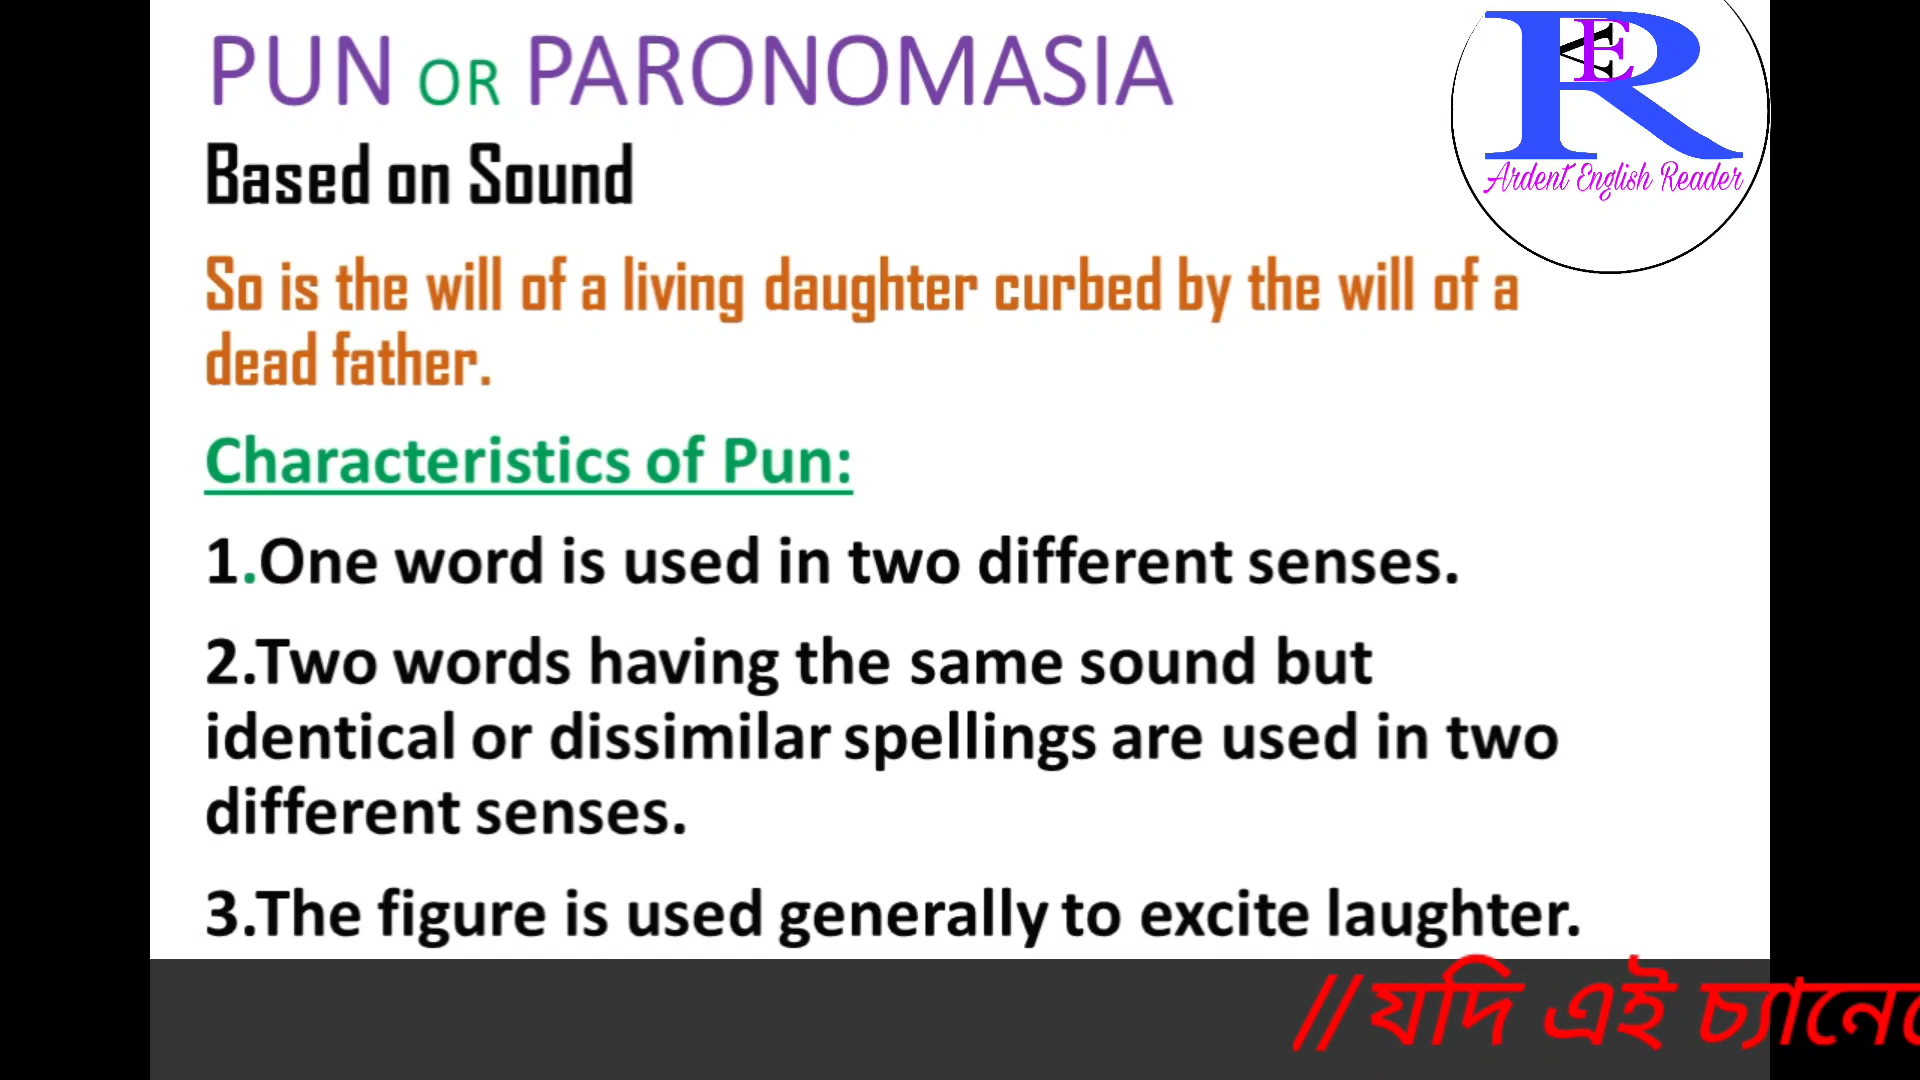 PUN OR PARONOMASIA
AER
Ardent English Reader
Based on Sound
So is the will of a living daughter curbed by the will of a
dead father.
Characteristics of Pun:
1.One word is used in two different senses.
2.Two words having the same sound but
identical or dissimilar spellings are used in two
different senses.
3.The figure is used generally to excite laughter.
//যদি এই